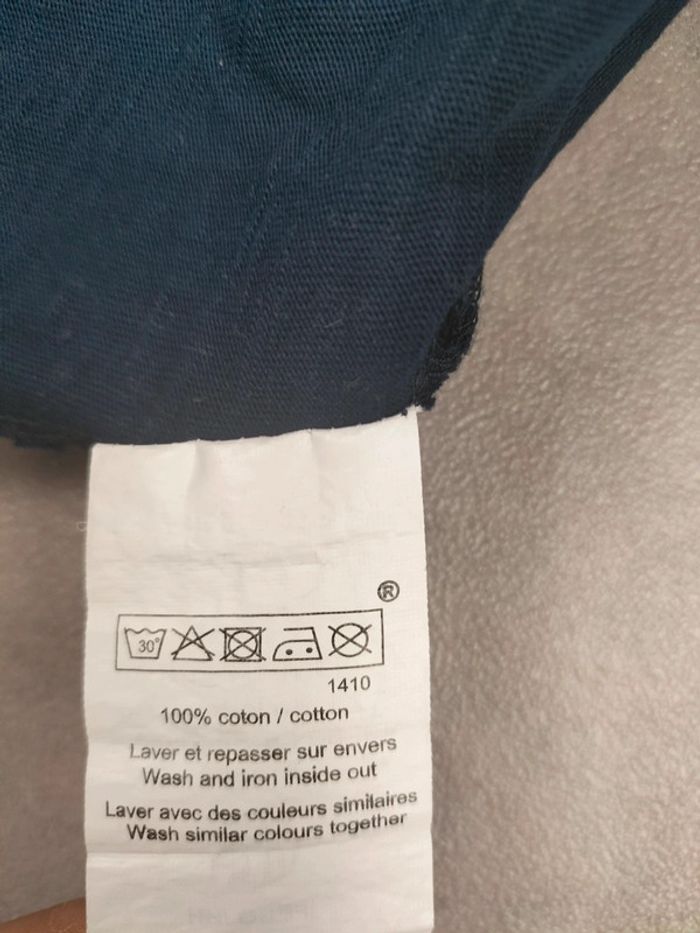 ®
30°
1410
100% coton / cotton
Laver et repasser sur envers
Wash and iron inside out
Laver avec des couleurs similaires
Wash similar colours together